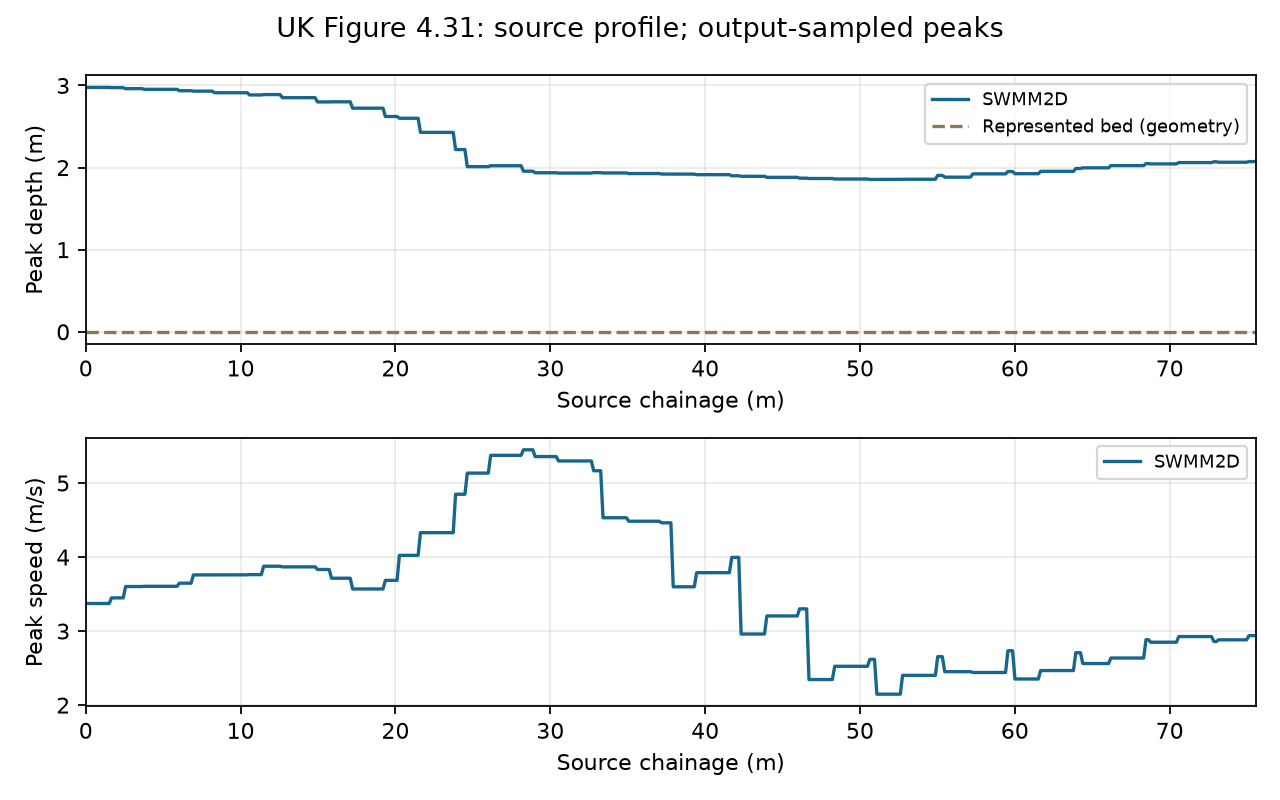 UK Figure 4.31: source profile; output-sampled peaks
3
2
1
0
Peak depth (m)
SWMM2D
Represented bed (geometry)
0 10 20 30 40 50 60 70
Source chainage (m)
5
4
3
2
Peak speed (m/s)
SWMM2D
0 10 20 30 40 50 60 70
Source chainage (m)